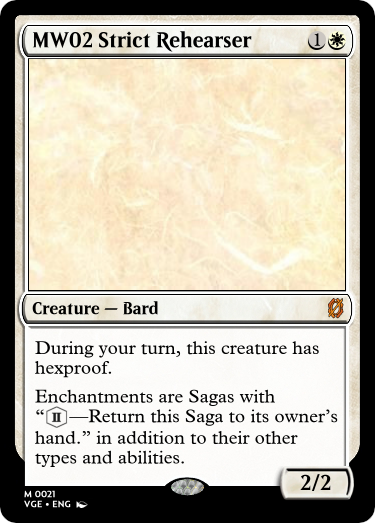 MW02 Strict Rehearser 1
Creature — Bard
During your turn, this creature has
hexproof.
Enchantments are Sagas with
“II—Return this Saga to its owner’s
hand.” in addition to their other
types and abilities.
2/2
M 0021
VGE • ENG